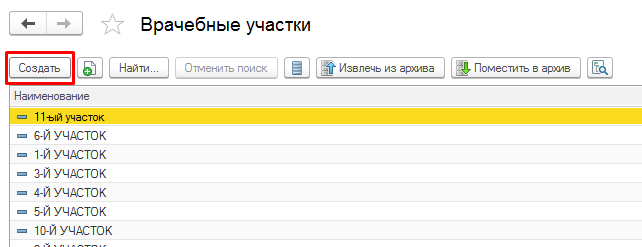 Врачебные участки
Создать Найти... Отменить поиск Извлечь из архива Поместить в архив
Наименование
11-ый участок
6-Й УЧАСТОК
1-Й УЧАСТОК
3-Й УЧАСТОК
4-Й УЧАСТОК
5-Й УЧАСТОК
10-Й УЧАСТОК